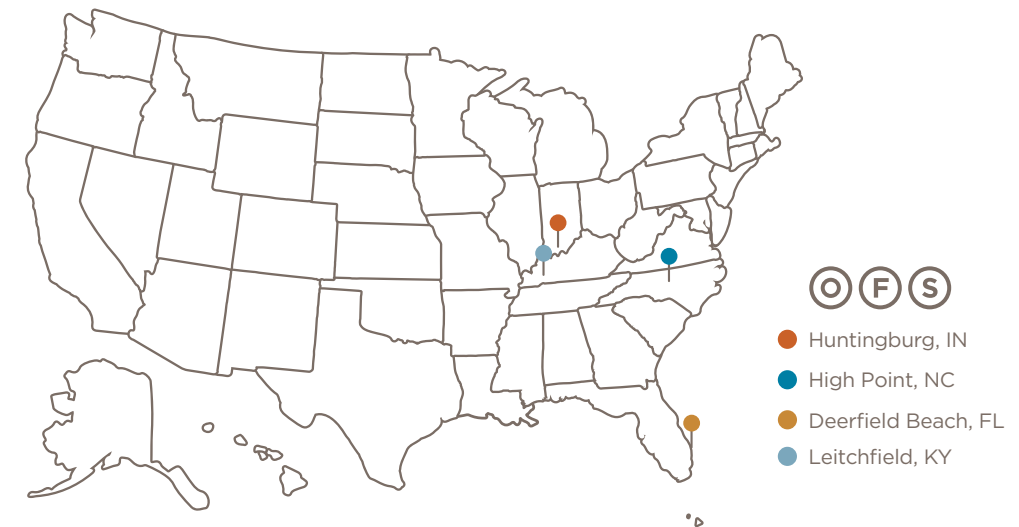 OFS
Huntingburg, IN
High Point, NC
Deerfield Beach, FL
Leitchfield, KY